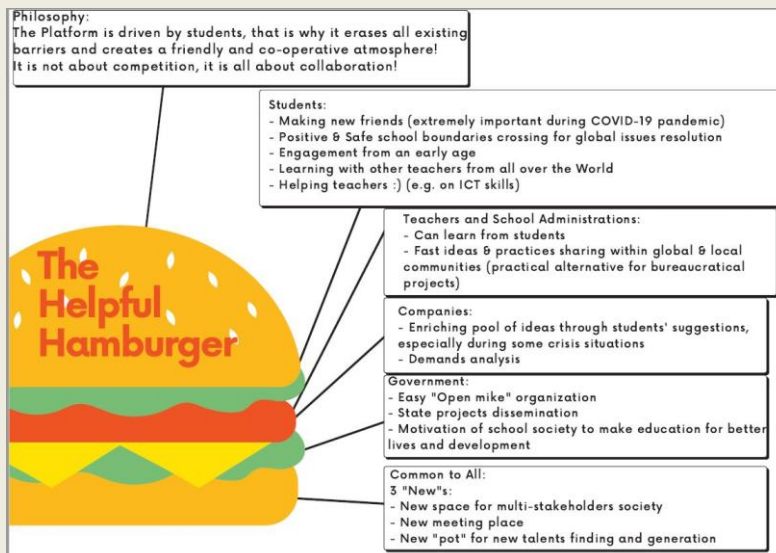 Philosophy:
The Platform is driven by students, that is why it erases all existing
barriers and creates a friendly and co-operative atmosphere!
It is not about competition, it is all about collaboration!
Students:
- Making new friends (extremely important during COVID-19 pandemic)
- Positive & Safe school boundaries crossing for global issues resolution
- Engagement from an early age
- Learning with other teachers from all over the World
- Helping teachers :) (e.g. on ICT skills)
Teachers and School Administrations:
- Can learn from students
- Fast ideas & practices sharing within global & local
communities (practical alternative for bureaucratical
projects)
The
Helpful
Hamburger
Companies:
- Enriching pool of ideas through students' suggestions,
especially during some crisis situations
- Demands analysis
Government:
- Easy "Open mike" organization
- State projects dissemination
- Motivation of school society to make education for better
lives and development
Common to All:
3 "New"s:
- New space for multi-stakeholders society
- New meeting place
- New "pot" for new talents finding and generation